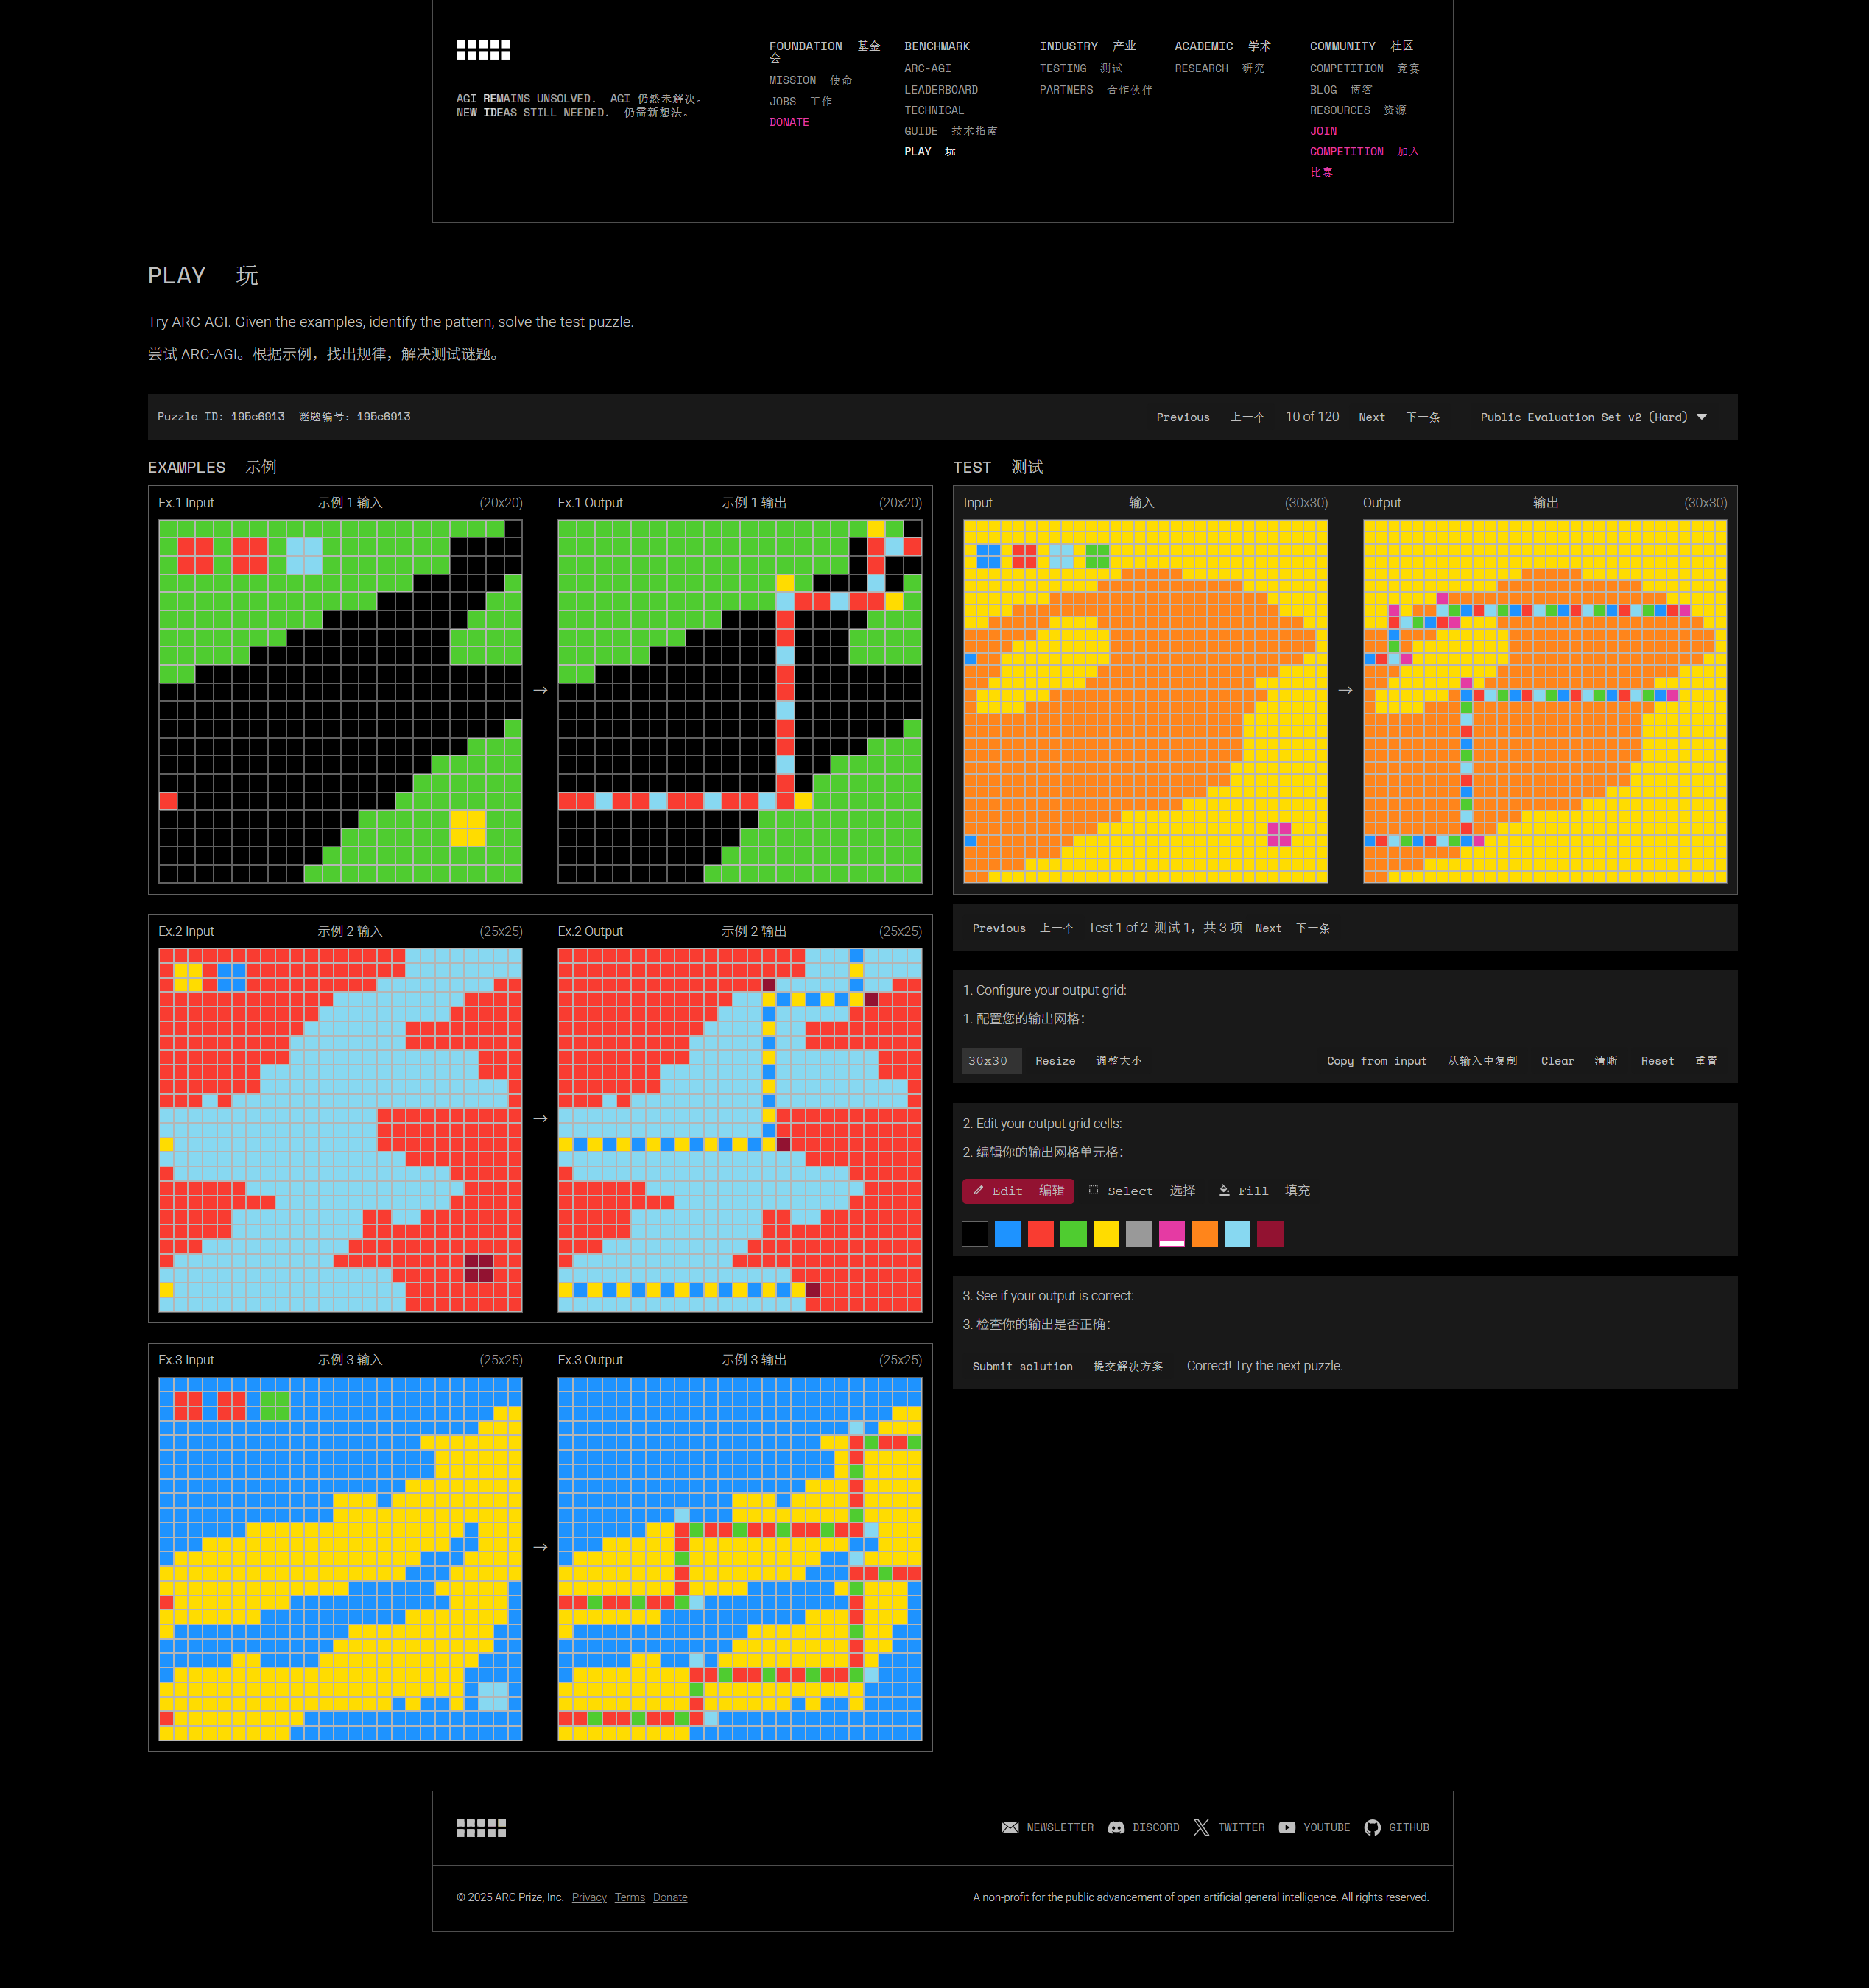 FOUNDATION 基金会
MISSION 使命
JOBS 工作
DONATE
BENCHMARK
ARC-AGI
LEADERBOARD
TECHNICAL
GUIDE 技术指南
PLAY 玩
INDUSTRY 产业
TESTING 测试
PARTNERS 合作伙伴
ACADEMIC 学术
RESEARCH 研究
COMMUNITY 社区
COMPETITION 竞赛
BLOG 博客
RESOURCES 资源
JOIN
COMPETITION 加入
比赛
AGI REMAINS UNSOLVED. AGI 仍然未解决。
NEW IDEAS STILL NEEDED. 仍需新想法。
PLAY 玩
Try ARC-AGI. Given the examples, identify the pattern, solve the test puzzle.
尝试 ARC-AGI。根据示例，找出规律，解决测试谜题。
Puzzle ID: 195c6913 谜题编号：195c6913
Previous 上一个 10 of 120 Next 下一条 Public Evaluation Set v2 (Hard)
EXAMPLES 示例
Ex.1 Input 示例 1 输入 (20x20)
Ex.1 Output 示例 1 输出 (20x20)
Ex.2 Input 示例 2 输入 (25x25)
Ex.2 Output 示例 2 输出 (25x25)
Ex.3 Input 示例 3 输入 (25x25)
Ex.3 Output 示例 3 输出 (25x25)
TEST 测试
Input 输入 (30x30)
Output 输出 (30x30)
Previous 上一个 Test 1 of 2 测试 1，共 3 项 Next 下一条
1. Configure your output grid:
1. 配置您的输出网格：
30x30 Resize 调整大小 Copy from input 从输入中复制 Clear 清晰 Reset 重置
2. Edit your output grid cells:
2. 编辑你的输出网格单元格：
Edit 编辑 Select 选择 Fill 填充
3. See if your output is correct:
3. 检查你的输出是否正确：
Submit solution 提交解决方案 Correct! Try the next puzzle.
NEWSLETTER DISCORD TWITTER YOUTUBE GITHUB
© 2025 ARC Prize, Inc. Privacy Terms Donate
A non-profit for the public advancement of open artificial general intelligence. All rights reserved.